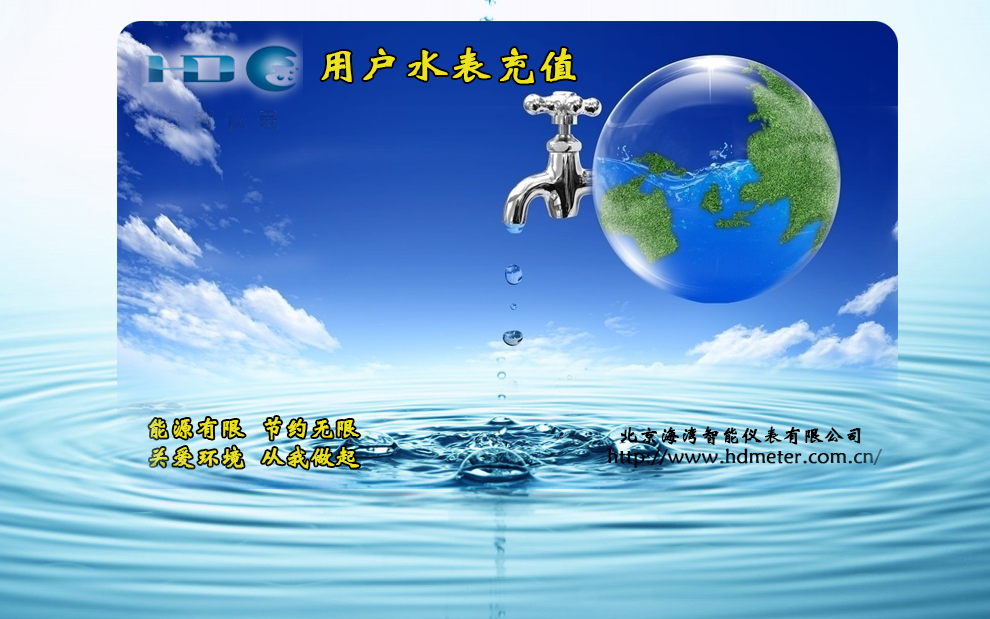 HD
用户水表充值
能源有限 节约无限
关爱环境 从我做起
北京海湾智能仪表有限公司
http://www.hdmeter.com.cn/